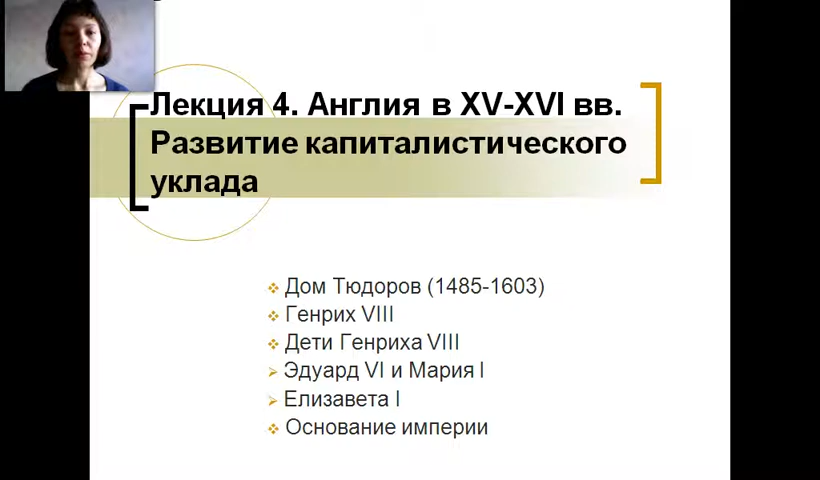 Лекция 4. Англия в XV-XVI вв.
Развитие капиталистического
уклада
Дом Тюдоров (1485-1603)
Генрих VIII
Дети Генриха VIII
Эдуард VI и Мария I
Елизавета I
Основание империи